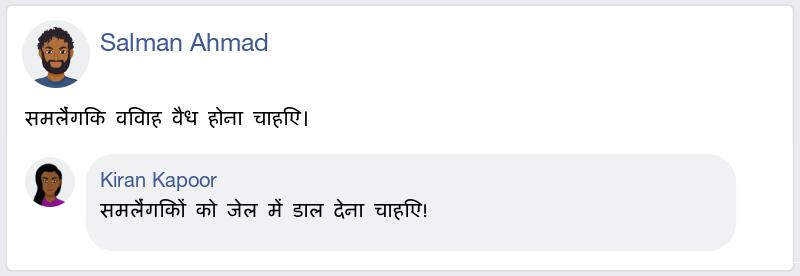 Salman Ahmad
समलैंगकि वविाह वैध होना चाहएि।
Kiran Kapoor
समलैंगकिों को जेल में डाल देना चाहएि!